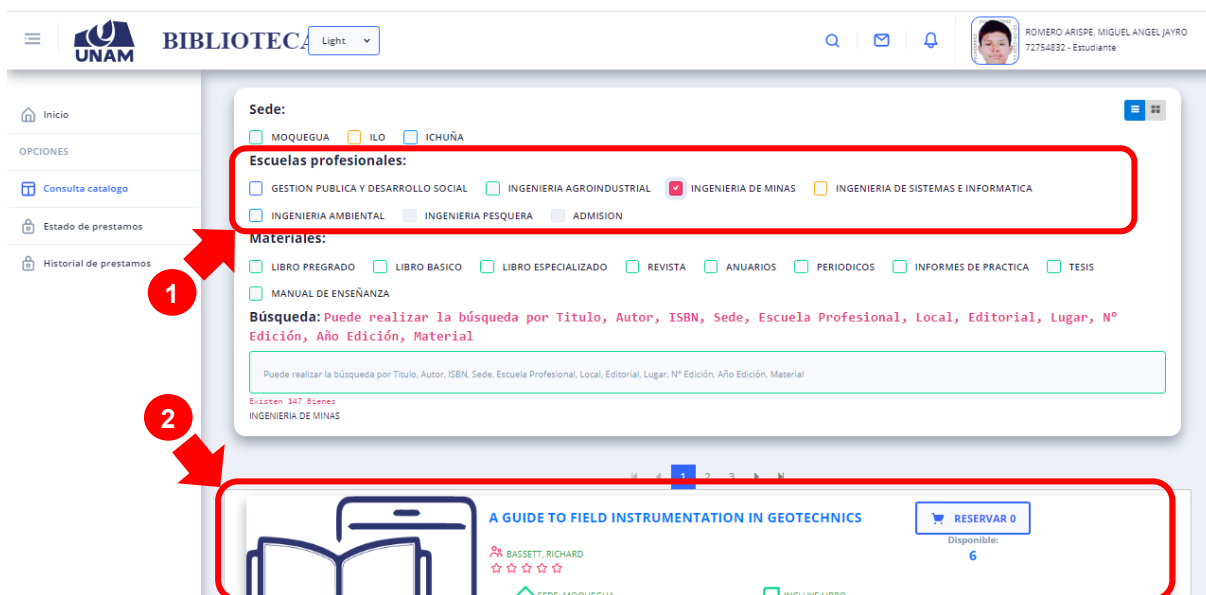 UNAM
BIBLIOTECA
Light
ROMERO ARISPE, MIGUEL ANGEL JAYRO
72754832 - Estudiante
Inicio
OPCIONES
Consulta catalogo
Estado de prestamos
Historial de prestamos
Sede:
MOQUEGUA ILO ICHUÑA
Escuelas profesionales:
GESTION PUBLICA Y DESARROLLO SOCIAL INGENIERIA AGROINDUSTRIAL INGENIERIA DE MINAS INGENIERIA DE SISTEMAS E INFORMATICA
INGENIERIA AMBIENTAL INGENIERIA PESQUERA ADMISION
Materiales:
LIBRO PREGRADO LIBRO BASICO LIBRO ESPECIALIZADO REVISTA ANUARIOS PERIODICOS INFORMES DE PRACTICA TESIS
MANUAL DE ENSEÑANZA
Búsqueda: Puede realizar la búsqueda por Titulo, Autor, ISBN, Sede, Escuela Profesional, Local, Editorial, Lugar, Nº
Edición, Año Edición, Material
Puede realizar la búsqueda por Titulo, Autor, ISBN, Sede, Escuela Profesional, Local, Editorial, Lugar, Nº Edición, Año Edición, Material
Existen 147 Bienes
INGENIERIA DE MINAS
1
2
1 2 3
A GUIDE TO FIELD INSTRUMENTATION IN GEOTECHNICS
RESERVAR 0
Disponible:
6
BASSETT, RICHARD
SEDE: MOQUEGUA
INCLUYE:LIBRO